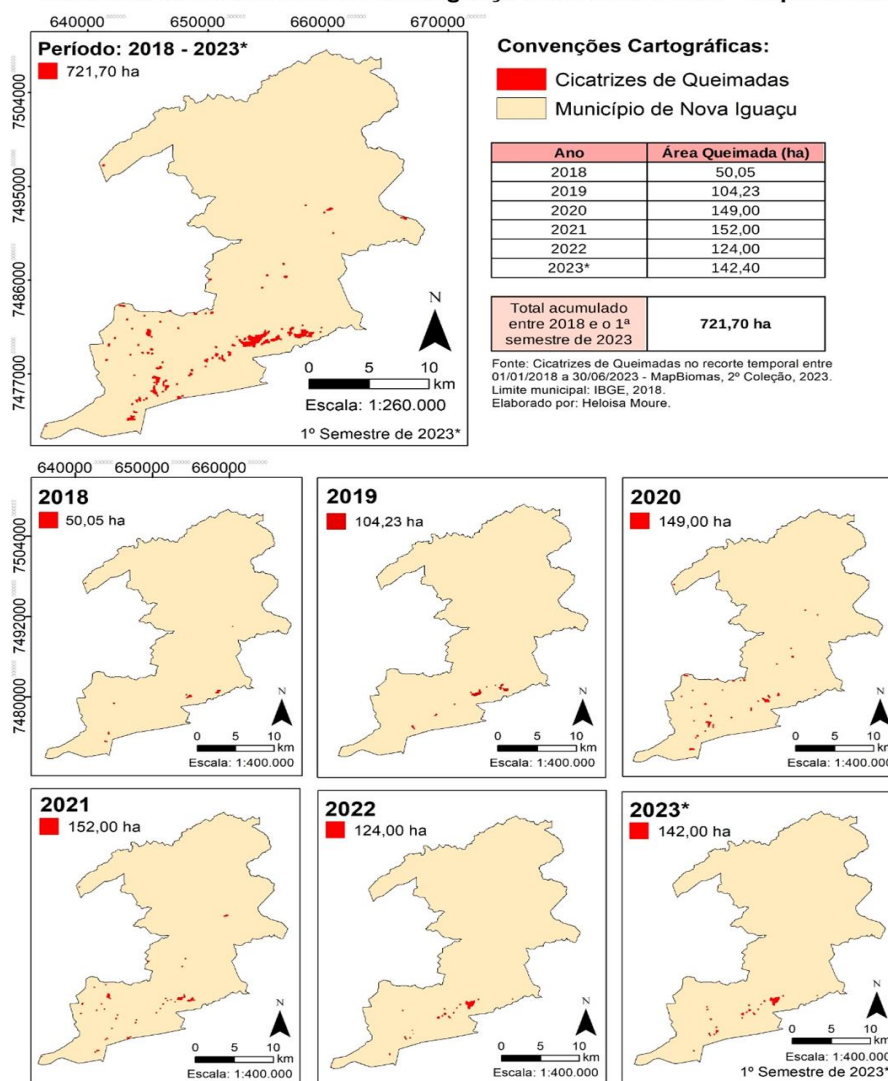 640000 650000 660000 670000
Período: 2018 - 2023*
721,70 ha
7504000
7495000
7486000
7477000
N
0 5 10
km
Escala: 1:260.000
1º Semestre de 2023*
Convenções Cartográficas:
Cicatrizes de Queimadas
Município de Nova Iguaçu
Ano Área Queimada (ha)
2018 50,05
2019 104,23
2020 149,00
2021 152,00
2022 124,00
2023* 142,40
Total acumulado
entre 2018 e o 1ª
semestre de 2023
721,70 ha
Fonte: Cicatrizes de Queimadas no recorte temporal entre
01/01/2018 a 30/06/2023 - MapBiomas, 2º Coleção, 2023.
Limite municipal: IBGE, 2018.
Elaborado por: Heloisa Moure.
640000 650000 660000
7504000
7492000
7480000
2018
50,05 ha
N
0 5 10
km
Escala: 1:400.000
2019
104,23 ha
N
0 5 10
km
Escala: 1:400.000
2020
149,00 ha
N
0 5 10
km
Escala: 1:400.000
2021
152,00 ha
N
0 5 10
km
Escala: 1:400.000
2022
124,00 ha
N
0 5 10
km
Escala: 1:400.000
2023*
142,00 ha
N
0 5 10
km
Escala: 1:400.000
1º Semestre de 2023*